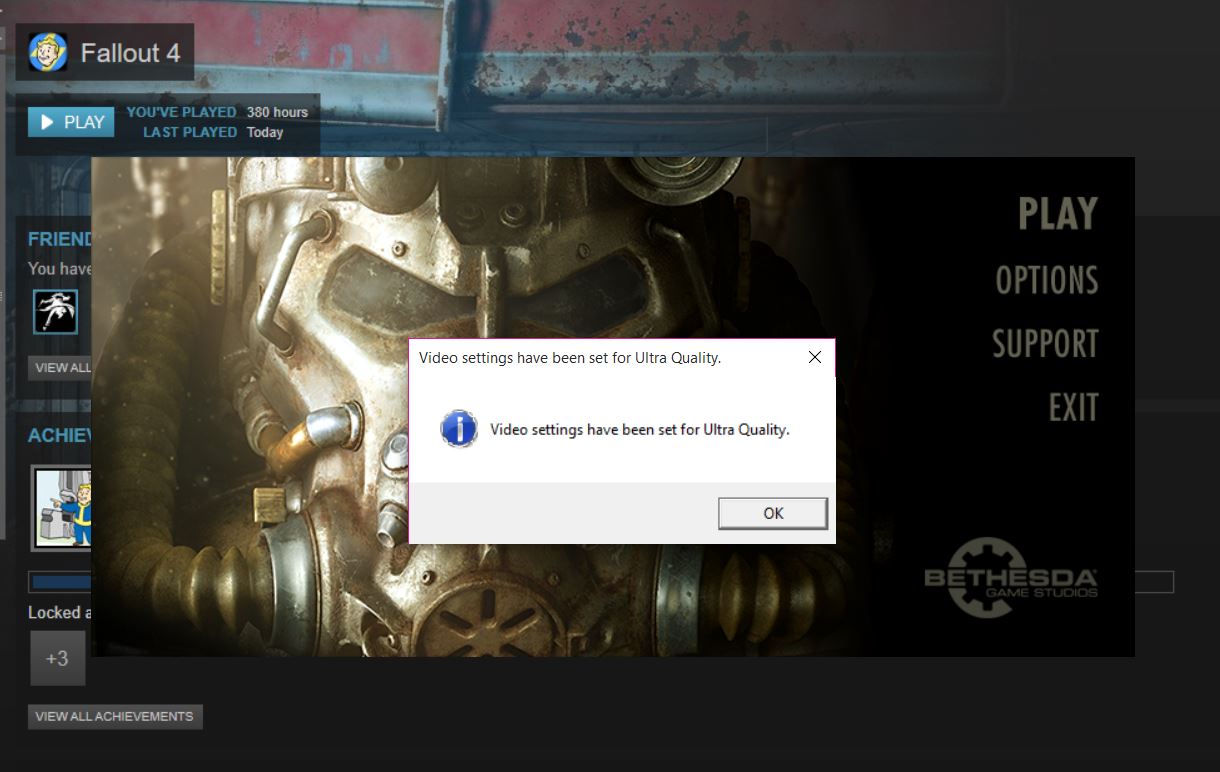 Fallout 4
PLAY
YOU'VE PLAYED 380 hours
LAST PLAYED Today
PLAY
FRIEND
You have
OPTIONS
SUPPORT
Video settings have been set for Ultra Quality.
VIEW ALL
EXIT
Video settings have been set for Ultra Quality.
ACHIEV
OK
BETHESDA
GAME STUDIOS
Locked a
+3
VIEW ALL ACHIEVEMENTS